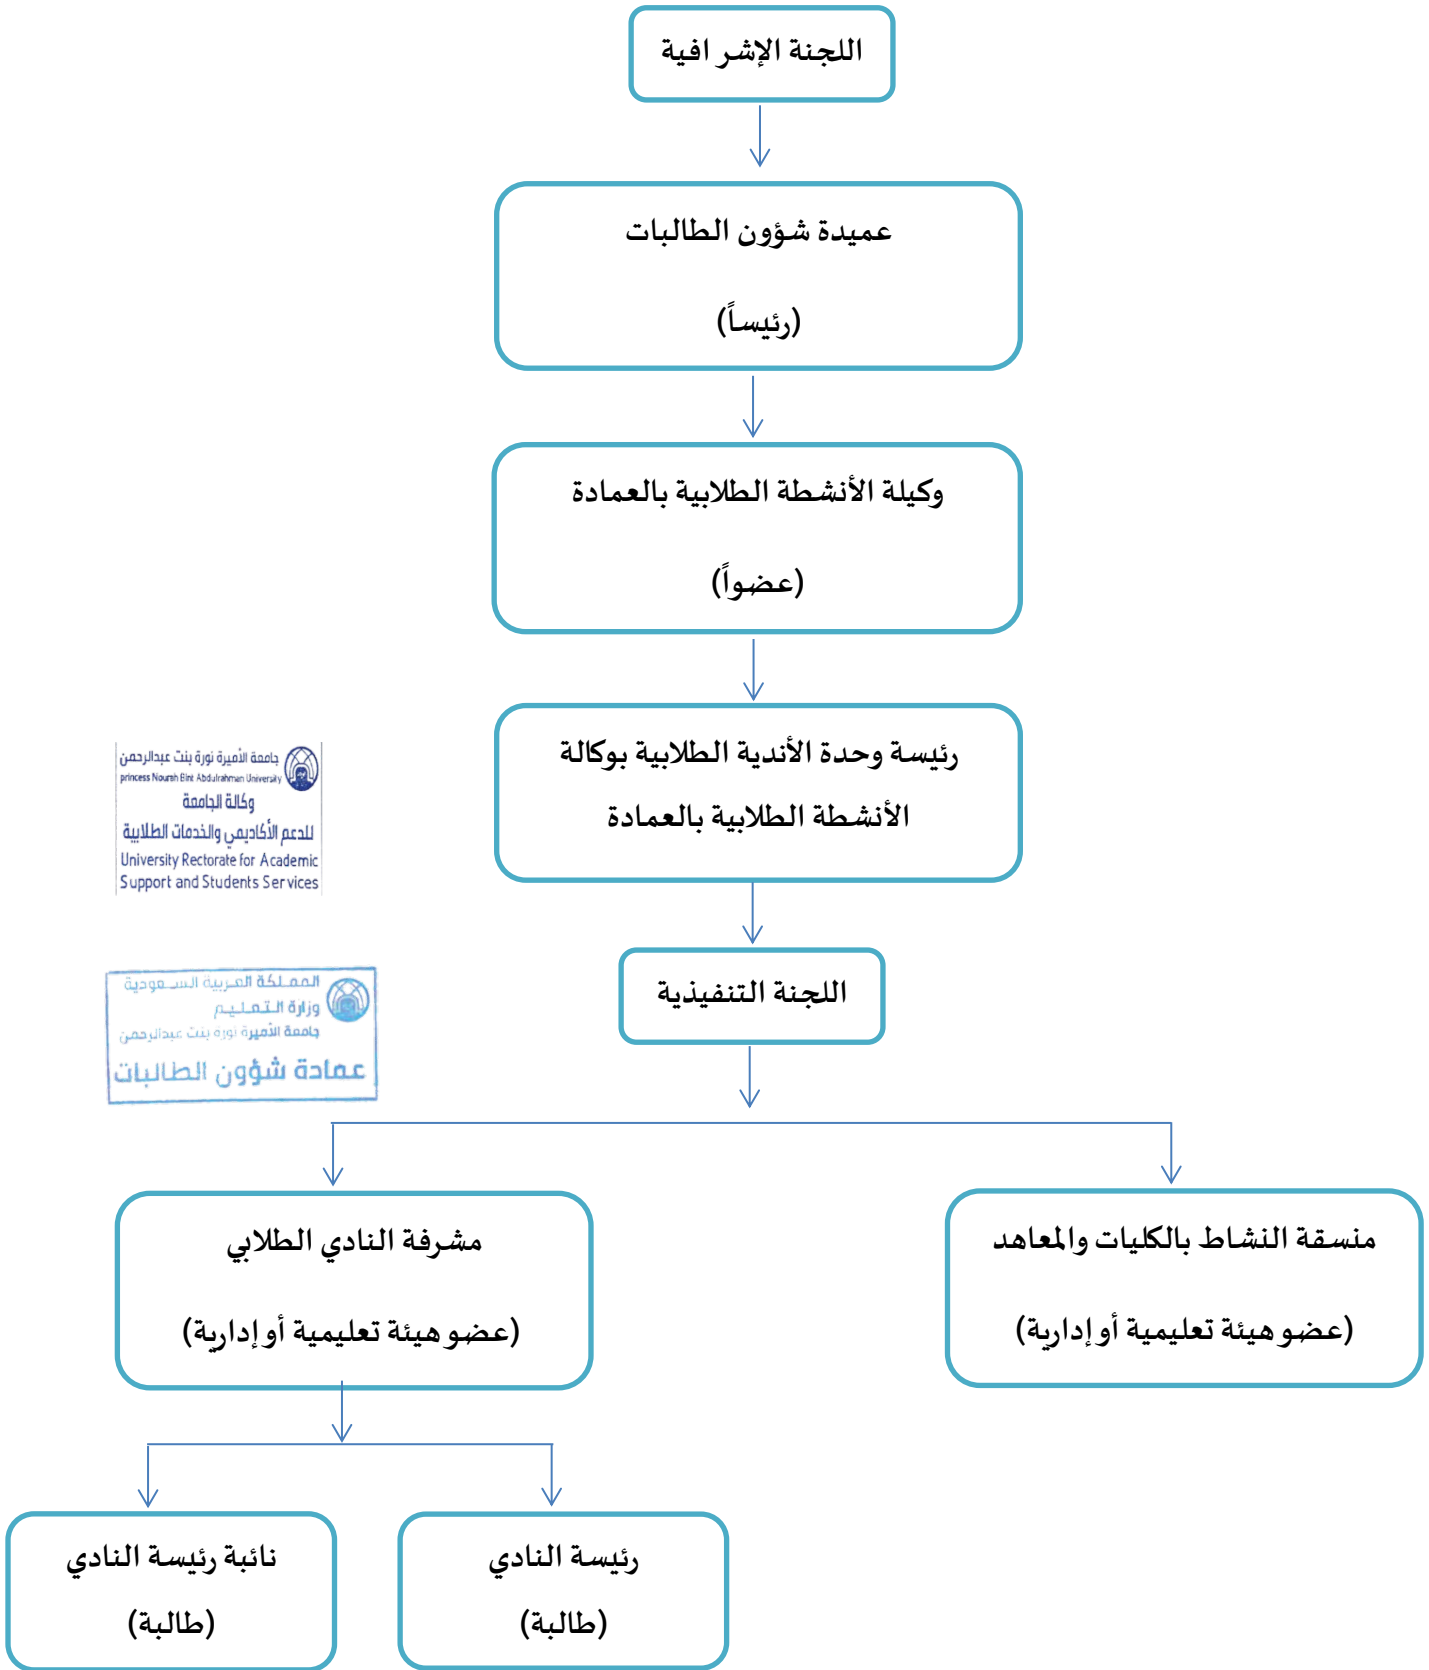 اللجنة الإشرافية
عميدة شؤون الطالبات
(رئيساً)
وكيلة الأنشطة الطلابية بالعمادة
(عضواً)
رئيسة وحدة الأندية الطلابية بوكالة
الأنشطة الطلابية بالعمادة
جامعة الأميرة نورة بنت عبدالرحمن
princess Nourah Bint Abdulrahman University
وكالة الجامعة
للدعم الأكاديمي والخدمات الطلابية
University Rectorate for Academic
Support and Students Services
اللجنة التنفيذية
المملكة العربية السعودية
وزارة التعليم
جامعة الأميرة نورة بنت عبدالرحمن
عمادة شؤون الطالبات
منسقة النشاط بالكليات والمعاهد
(عضو هيئة تعليمية أو إدارية)
مشرفة النادي الطلابي
(عضو هيئة تعليمية أو إدارية)
رئيسة النادي
(طالبة)
نائبة رئيسة النادي
(طالبة)